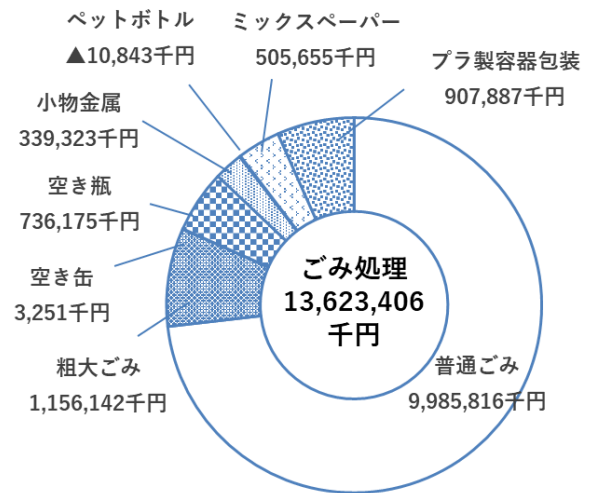 ペットボトル
▲10,843千円
ミックスペーパー
505,655千円
プラ製容器包装
907,887千円
小物金属
339,323千円
空き瓶
736,175千円
空き缶
3,251千円
粗大ごみ
1,156,142千円
ごみ処理
13,623,406
千円
普通ごみ
9,985,816千円